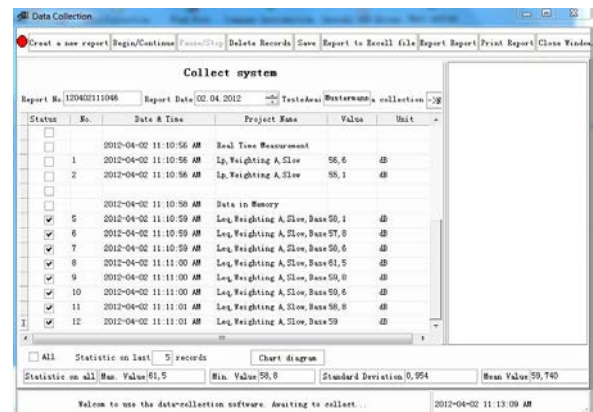 Data Collection
Creat a new report Begin/Continue Pause/Stop Delete Records Save Export to Excell file Export Report Print Report Close Window
Collect system
Report No. 120402111046 Report Date 02.04.2012 Mustermann a collection
Status No. Date & Time Project Name Value Unit
2012-04-02 11:10:56 AM Real Time Measurement
1 2012-04-02 11:10:56 AM Lp, Weighting A, Slow 56,6 dB
2 2012-04-02 11:10:56 AM Lp, Weighting A, Slow 55,1 dB
2012-04-02 11:10:58 AM Data in Memory
5 2012-04-02 11:10:59 AM Leq, Weighting A, Slow, Base 50,1 dB
6 2012-04-02 11:10:59 AM Leq, Weighting A, Slow, Base 57,8 dB
7 2012-04-02 11:10:59 AM Leq, Weighting A, Slow, Base 50,6 dB
8 2012-04-02 11:11:00 AM Leq, Weighting A, Slow, Base 61,5 dB
9 2012-04-02 11:11:00 AM Leq, Weighting A, Slow, Base 59,8 dB
10 2012-04-02 11:11:00 AM Leq, Weighting A, Slow, Base 59,6 dB
11 2012-04-02 11:11:01 AM Leq, Weighting A, Slow, Base 58,8 dB
12 2012-04-02 11:11:01 AM Leq, Weighting A, Slow, Base 59 dB
All Statistic on last 5 records Chart diagram
Statistic on all Max. Value 61,5 Min. Value 58,8 Standard Deviation 0,954 Mean Value 59,740
Welcom to use the data-collection software. Awaiting to collect... 2012-04-02 11:13:09 AM